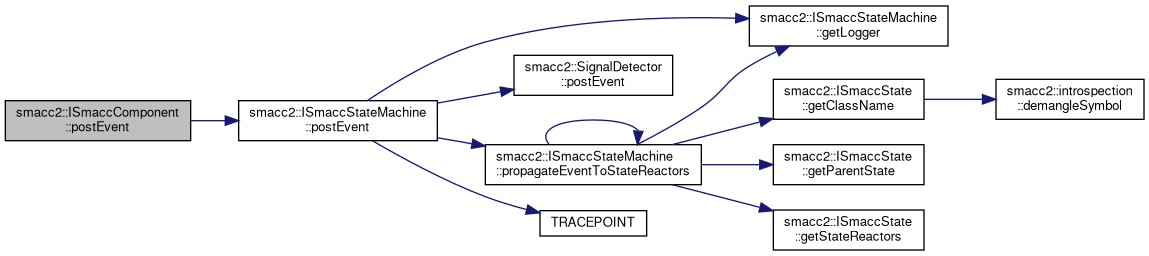 smacc2::ISmaccComponent
::postEvent
smacc2::ISmaccStateMachine
::postEvent
smacc2::ISmaccStateMachine
::getLogger
smacc2::SignalDetector
::postEvent
smacc2::ISmaccStateMachine
::propagateEventToStateReactors
TRACEPOINT
smacc2::ISmaccState
::getClassName
smacc2::introspection
::demangleSymbol
smacc2::ISmaccState
::getParentState
smacc2::ISmaccState
::getStateReactors